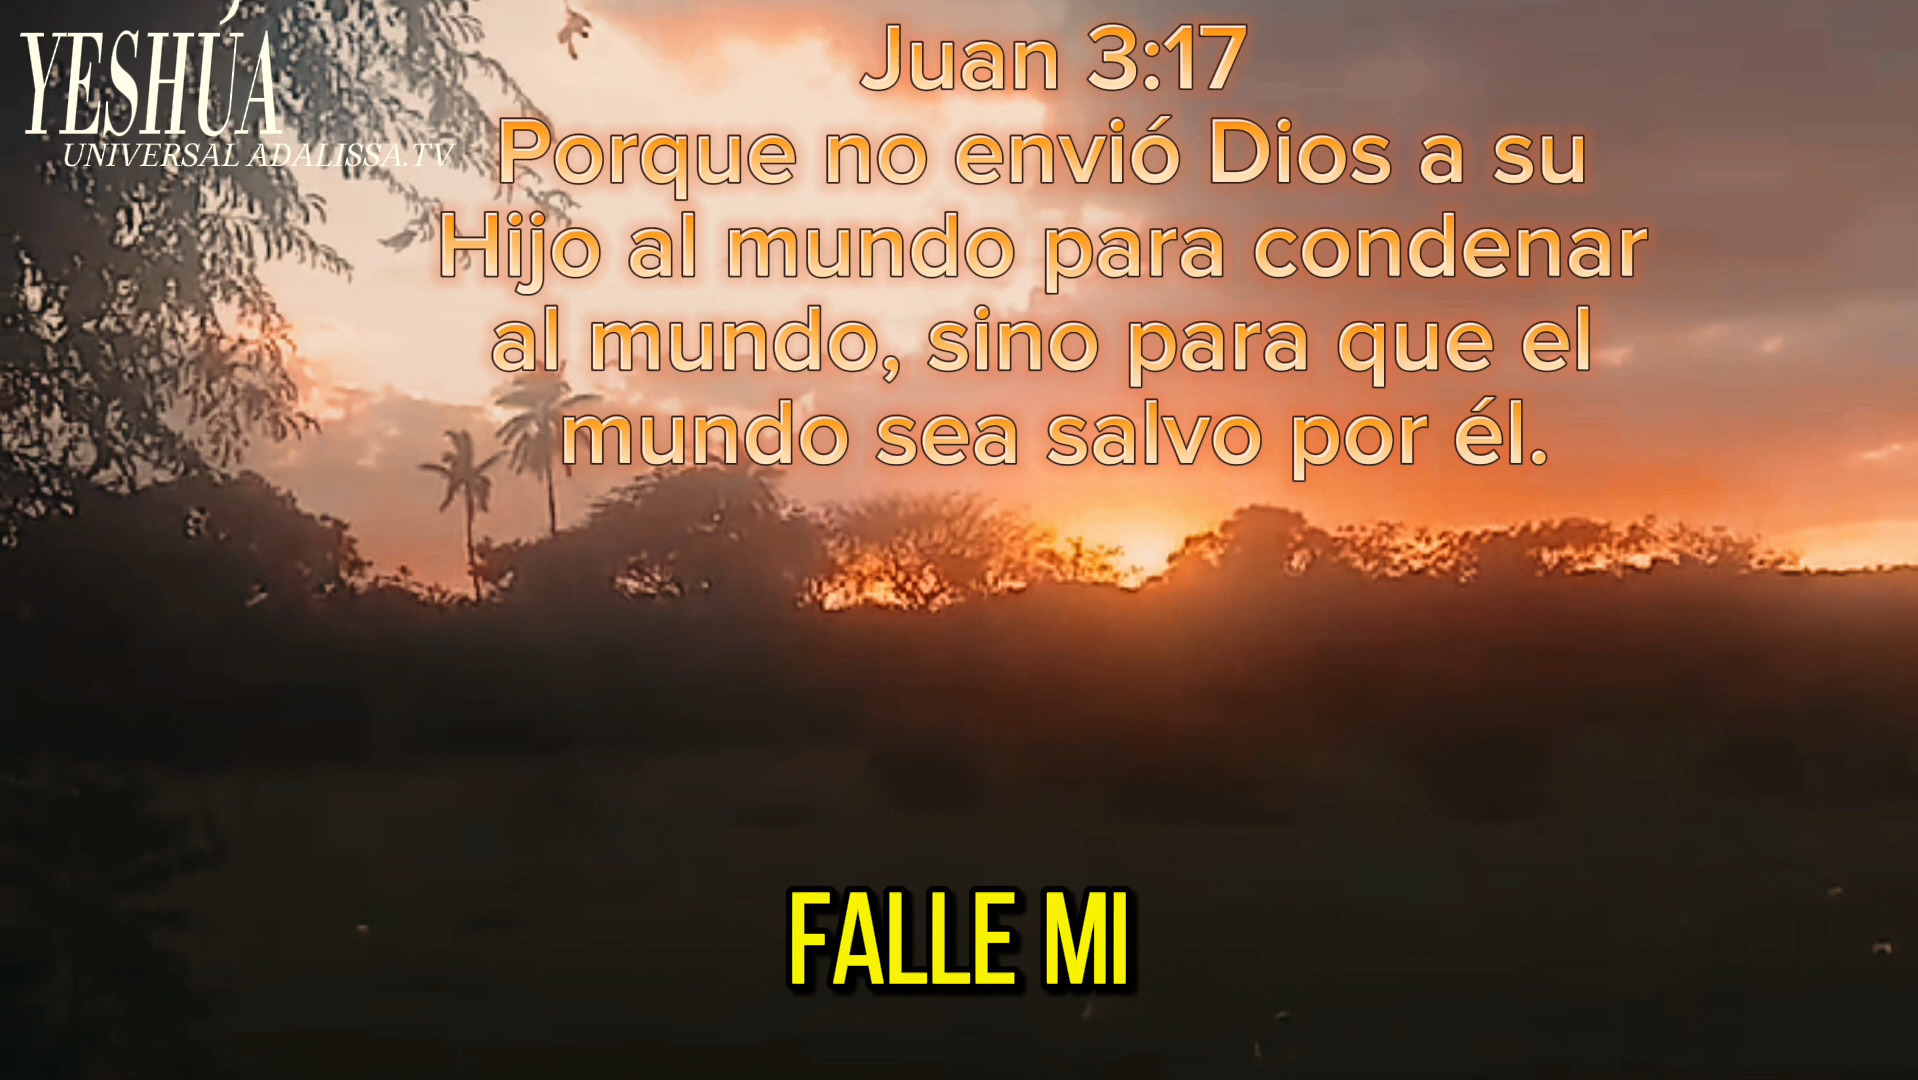 YESHÚA
UNIVERSAL ADALISSA.TV
Juan 3:17
Porque no envió Dios a su
Hijo al mundo para condenar
al mundo, sino para que el
mundo sea salvo por él.
FALLE MI